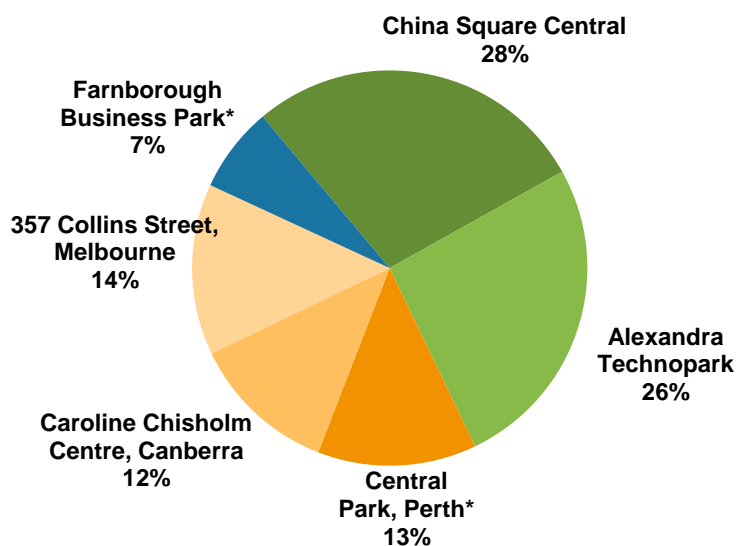 China Square Central
28%
Farnborough
Business Park*
7%
357 Collins Street,
Melbourne
14%
Alexandra
Technopark
26%
Caroline Chisholm
Centre, Canberra
12%
Central
Park, Perth*
13%